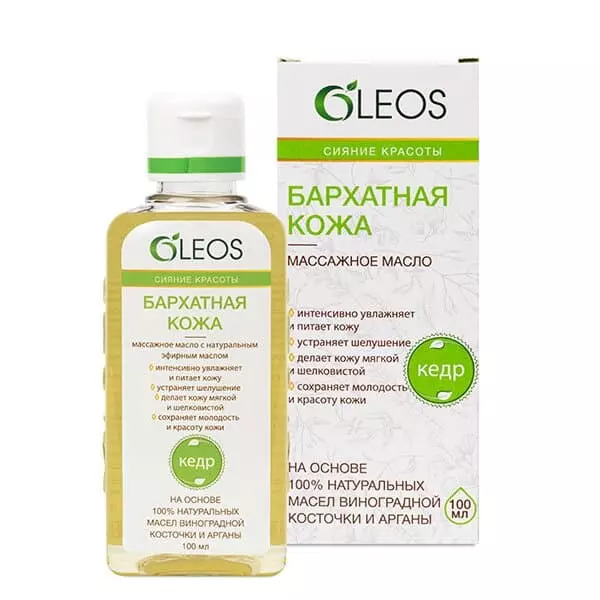 ÓLEOS
СИЯНИЕ КРАСОТЫ
БАРХАТНАЯ
КОЖА
МАССАЖНОЕ МАСЛО
интенсивно увлажняет
и питает кожу
устраняет шелушение
делает кожу мягкой
и шелковистой
сохраняет молодость
и красоту кожи
кедр
НА ОСНОВЕ
100% НАТУРАЛЬНЫХ
МАСЕЛ ВИНОГРАДНОЙ
КОСТОЧКИ И АРГАНЫ
100
МЛ
ÓLEOS
СИЯНИЕ КРАСОТЫ
БАРХАТНАЯ
КОЖА
массажное масло с натуральным
эфирным маслом
интенсивно увлажняет
и питает кожу
устраняет шелушение
делает кожу мягкой
и шелковистой
сохраняет молодость
и красоту кожи
кедр
НА ОСНОВЕ
100% НАТУРАЛЬНЫХ
МАСЕЛ ВИНОГРАДНОЙ
КОСТОЧКИ И АРГАНЫ
100 мл